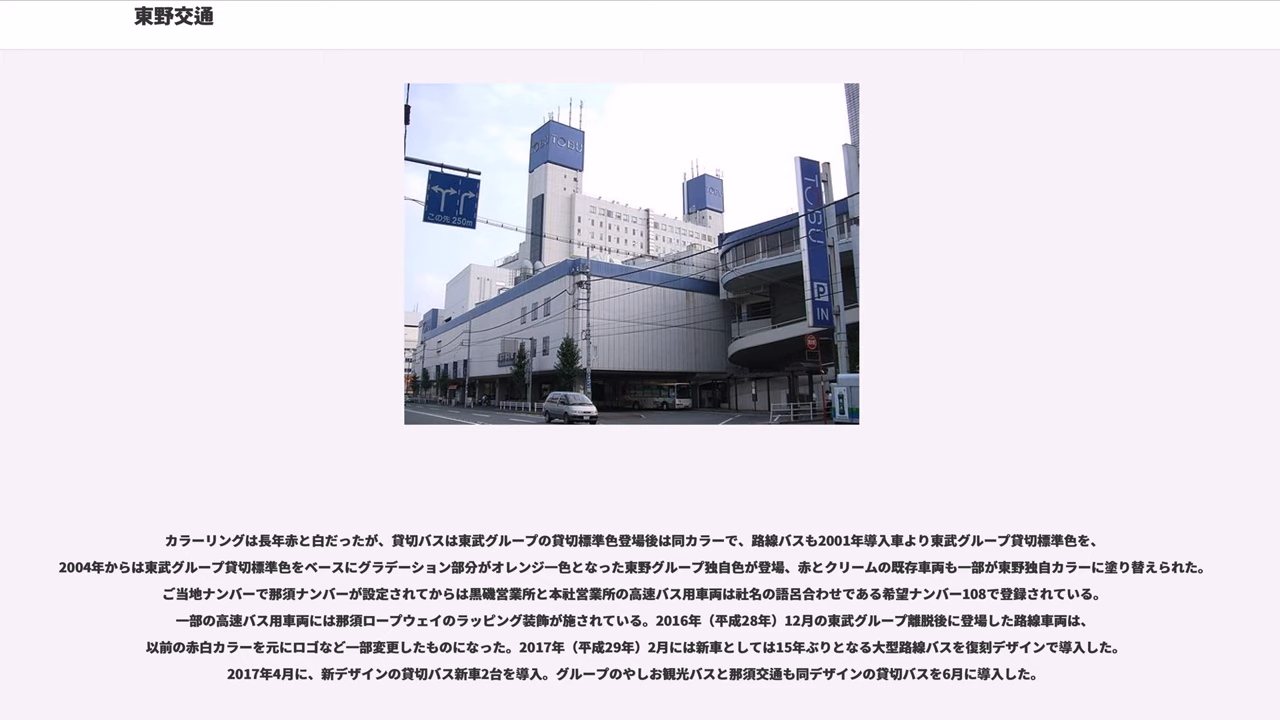 東野交通
TOBU
TOBU
この先 250m
TOBU
P
IN
カラーリングは長年赤と白だったが、貸切バスは東武グループの貸切標準色登場後は同カラーで、路線バスも2001年導入車より東武グループ貸切標準色を、
2004年からは東武グループ貸切標準色をベースにグラデーション部分がオレンジ一色となった東野グループ独自色が登場、赤とクリームの既存車両も一部が東野独自カラーに塗り替えられた。
ご当地ナンバーで那須ナンバーが設定されてからは黒磯営業所と本社営業所の高速バス用車両は社名の語呂合わせである希望ナンバー108で登録されている。
一部の高速バス用車両には那須ロープウェイのラッピング装飾が施されている。2016年（平成28年）12月の東武グループ離脱後に登場した路線車両は、
以前の赤白カラーを元にロゴなど一部変更したものになった。2017年（平成29年）2月には新車としては15年ぶりとなる大型路線バスを復刻デザインで導入した。
2017年4月に、新デザインの貸切バス新車2台を導入。グループのやしお観光バスと那須交通も同デザインの貸切バスを6月に導入した。